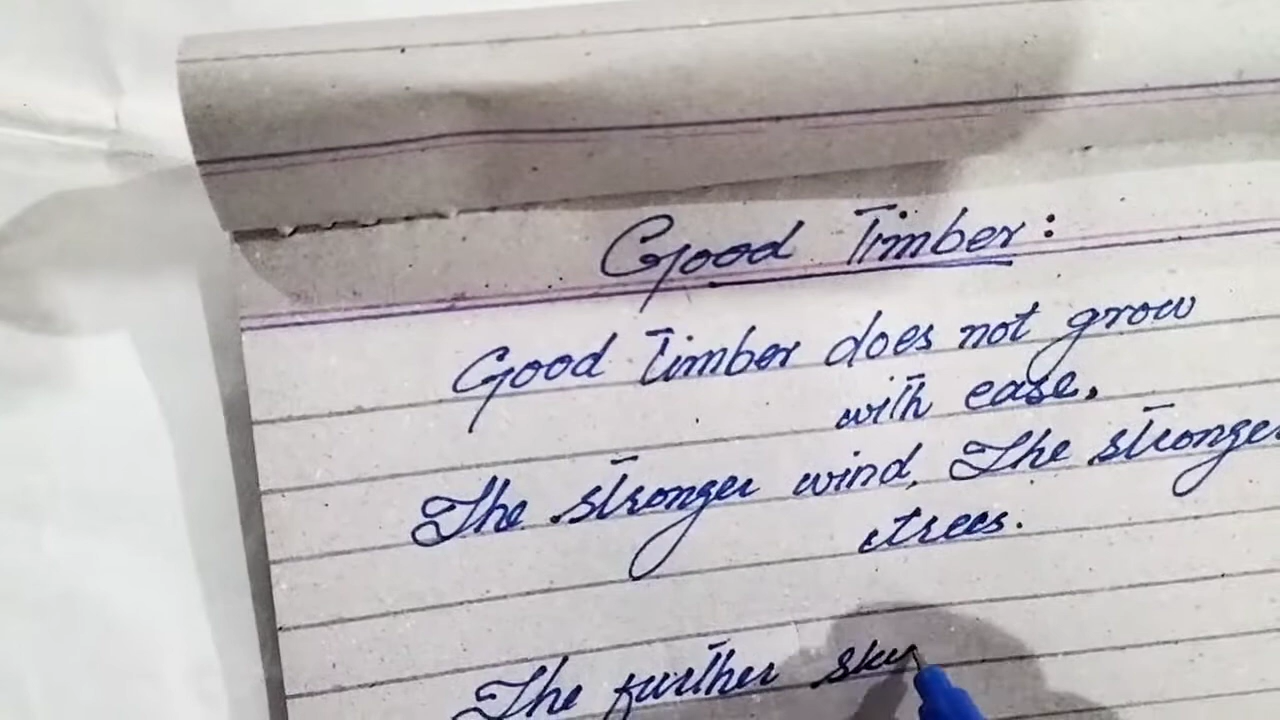 Good Timber:
Good Timber does not grow
with ease.
The stronger wind, The stronger
trees.
The further sky